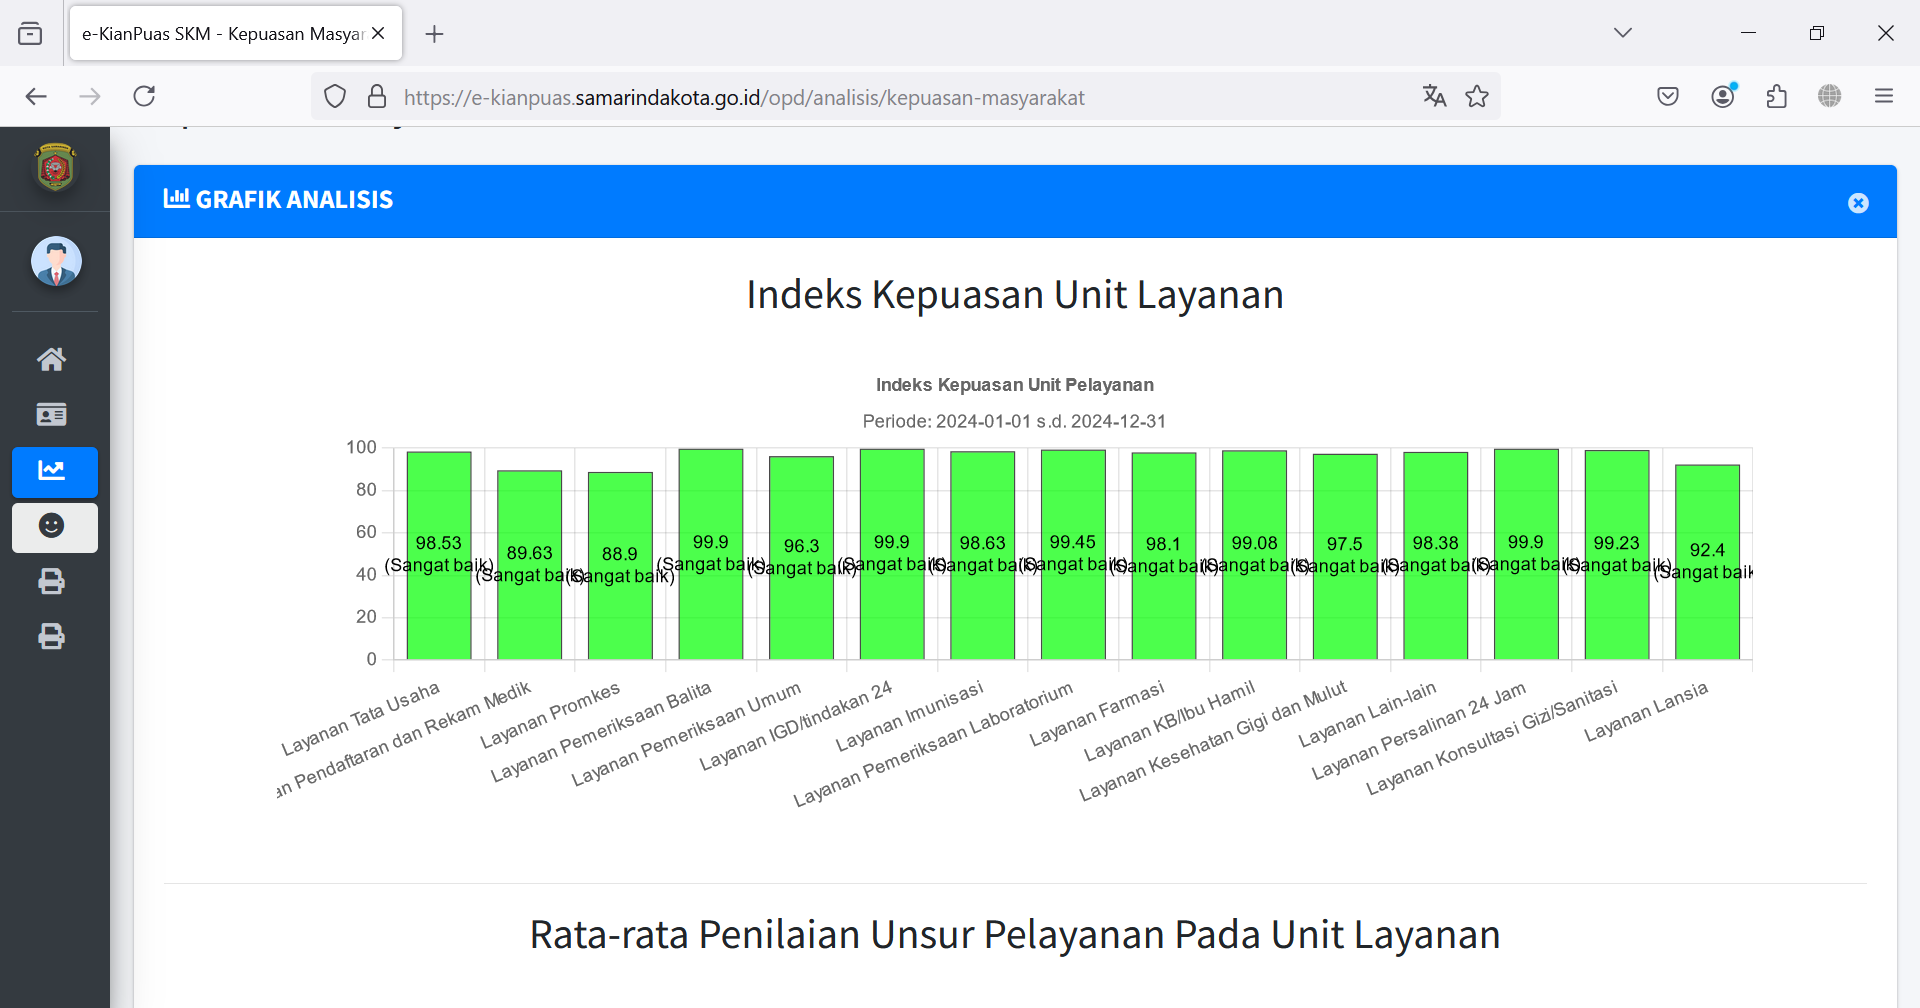 e-KianPuas SKM - Kepuasan Masyar
https://e-kianpuas.samarindakota.go.id/opd/analisis/kepuasan-masyarakat
GRAFIK ANALISIS
Indeks Kepuasan Unit Layanan
Indeks Kepuasan Unit Pelayanan
Periode: 2024-01-01 s.d. 2024-12-31
100
80
60
40
20
0
98.53
(Sangat baik)
89.63
(Sangat baik)
88.9
(Sangat baik)
99.9
(Sangat baik)
96.3
(Sangat baik)
99.9
(Sangat baik)
98.63
(Sangat baik)
99.45
(Sangat baik)
98.1
(Sangat baik)
99.08
(Sangat baik)
97.5
(Sangat baik)
98.38
(Sangat baik)
99.9
(Sangat baik)
99.23
(Sangat baik)
92.4
(Sangat baik
Layanan Tata Usaha
an Pendaftaran dan Rekam Medik
Layanan Promkes
Layanan Pemeriksaan Balita
Layanan Pemeriksaan Umum
Layanan IGD/tindakan 24
Layanan Imunisasi
Layanan Pemeriksaan Laboratorium
Layanan Farmasi
Layanan KB/Ibu Hamil
Layanan Kesehatan Gigi dan Mulut
Layanan Lain-lain
Layanan Persalinan 24 Jam
Layanan Konsultasi Gizi/Sanitasi
Layanan Lansia
Rata-rata Penilaian Unsur Pelayanan Pada Unit Layanan